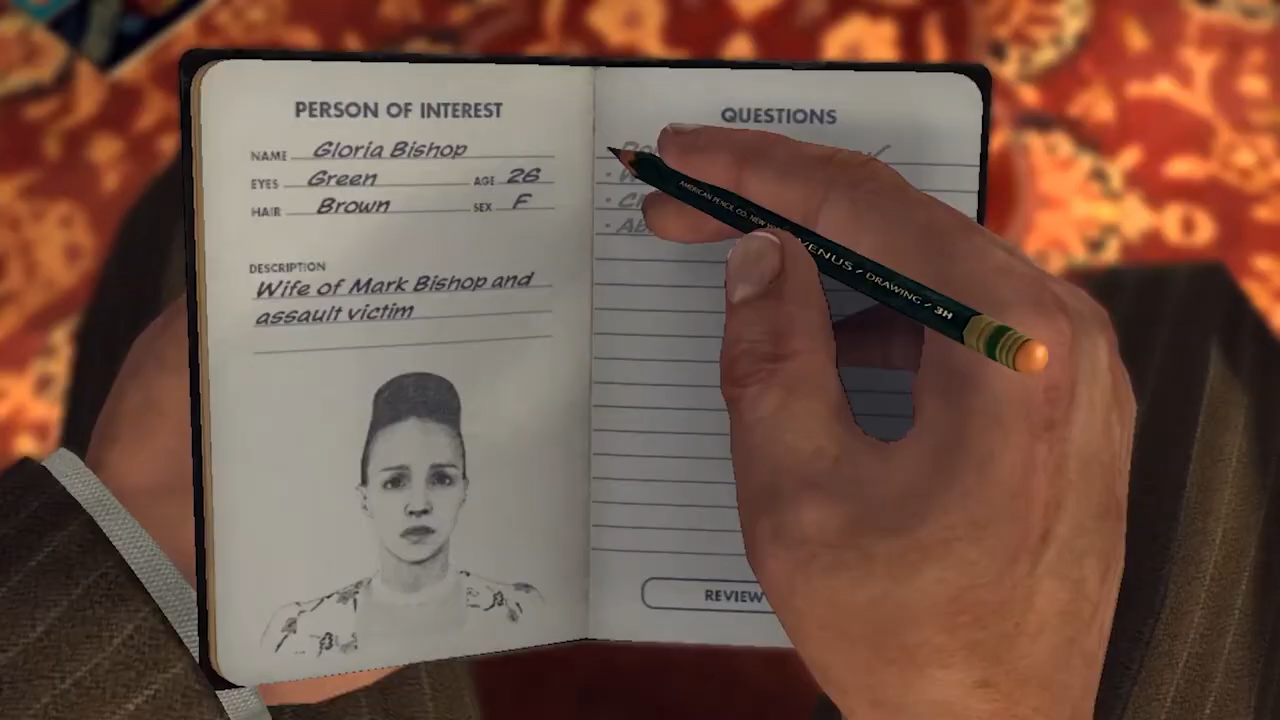 PERSON OF INTEREST
NAME Gloria Bishop
EYES Green AGE 26
HAIR Brown SEX F
DESCRIPTION
Wife of Mark Bishop and
assault victim
QUESTIONS
REVIEW
AMERICAN PENCIL CO. NEW YORK VENUS / DRAWING / 3H